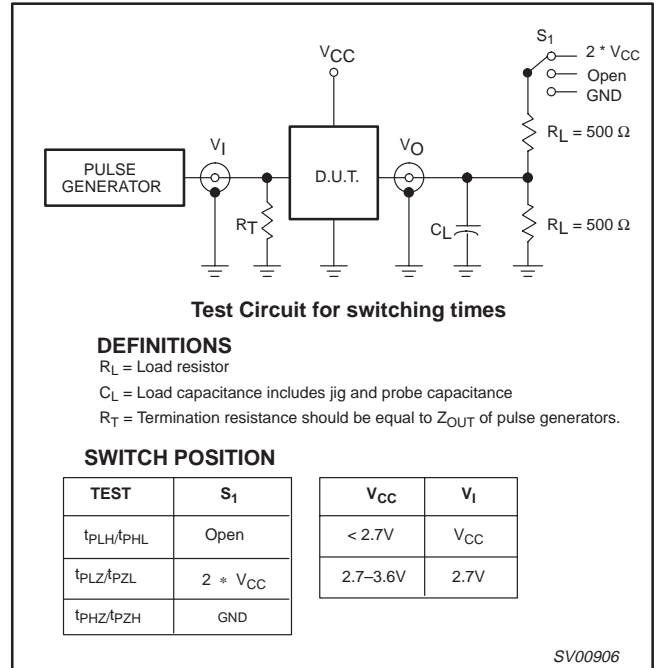 S1
2 * VCC
Open
GND
VCC
RL = 500 Ω
VI
VO
PULSE
GENERATOR
D.U.T.
RT
CL
RL = 500 Ω
Test Circuit for switching times
DEFINITIONS
RL = Load resistor
CL = Load capacitance includes jig and probe capacitance
RT = Termination resistance should be equal to ZOUT of pulse generators.
SWITCH POSITION
TEST S1
tPLH/tPHL Open
tPLZ/tPZL 2 * VCC
tPHZ/tPZH GND
VCC VI
< 2.7V VCC
2.7–3.6V 2.7V
SV00906